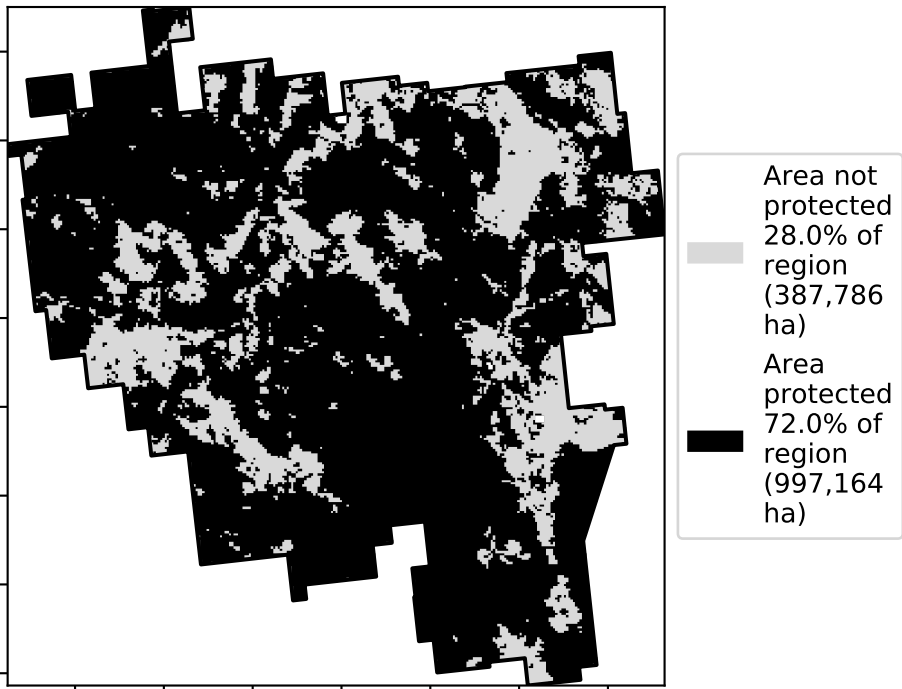 Area not
protected
28.0% of
region
(387,786
ha)
Area
protected
72.0% of
region
(997,164
ha)